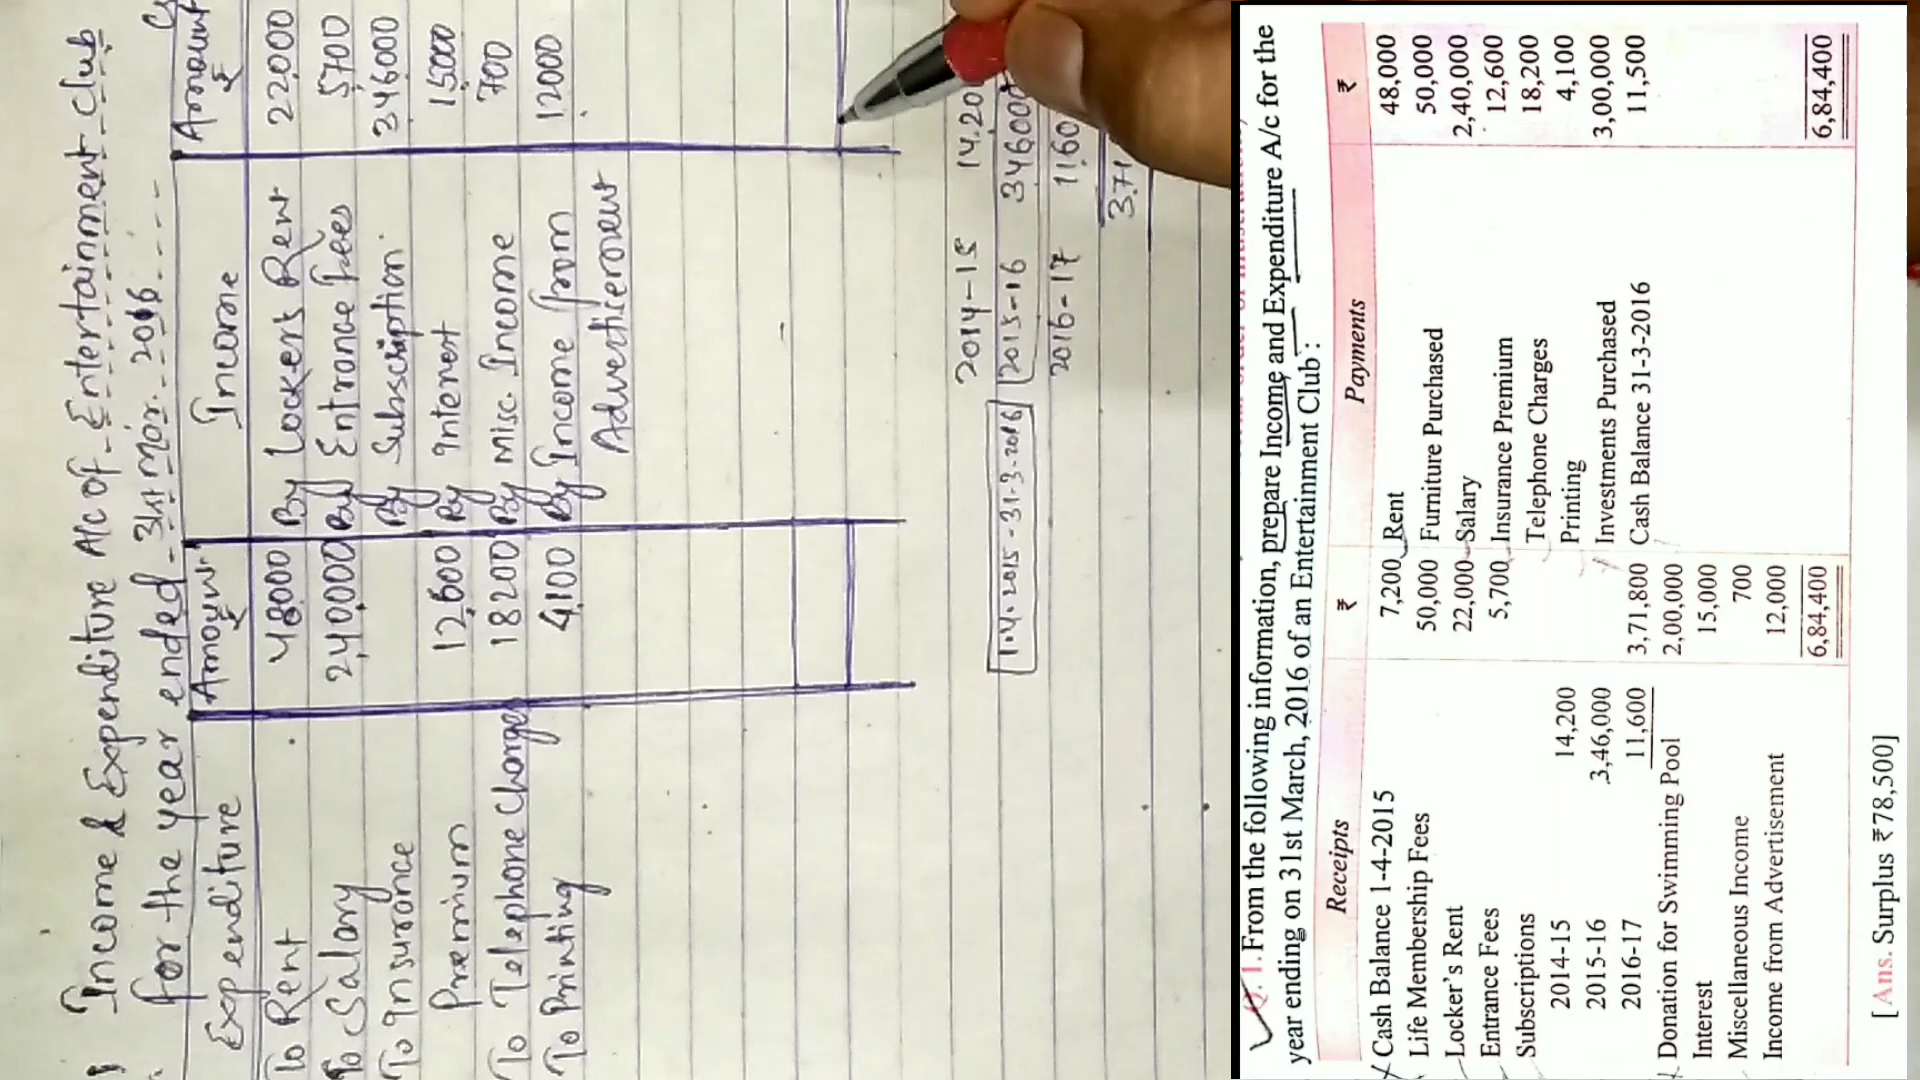 Income & Expenditure A/c of Entertainment Club
for the year ended 31st Mar. 2016
Expenditure Amount ₹ Income Amount ₹
To Rent 48000 By Lockers Rent 22000
To Salary 240000 By Entrance Fees 5700
To Insurance By Subscription 346000
Premium 12,600 By Interest 15000
To Telephone Charges 18200 By Misc. Income 700
To Printing 4100 By Income from 12000
Advertisement
2014-15 14,20
1.4.2015-31-3-2016 2015-16 346000
2016-17 1160
3.71
Q. 1. From the following information, prepare Income and Expenditure A/c for the
year ending on 31st March, 2016 of an Entertainment Club :
Receipts ₹ Payments ₹
Cash Balance 1-4-2015 7,200 Rent 48,000
Life Membership Fees 50,000 Furniture Purchased 50,000
Locker's Rent 22,000 Salary 2,40,000
Entrance Fees 5,700 Insurance Premium 12,600
Subscriptions Telephone Charges 18,200
2014-15 14,200 Printing 4,100
2015-16 3,46,000 Investments Purchased 3,00,000
2016-17 11,600 3,71,800 Cash Balance 31-3-2016 11,500
Donation for Swimming Pool 2,00,000
Interest 15,000
Miscellaneous Income 700
Income from Advertisement 12,000
6,84,400 6,84,400
[Ans. Surplus ₹78,500]